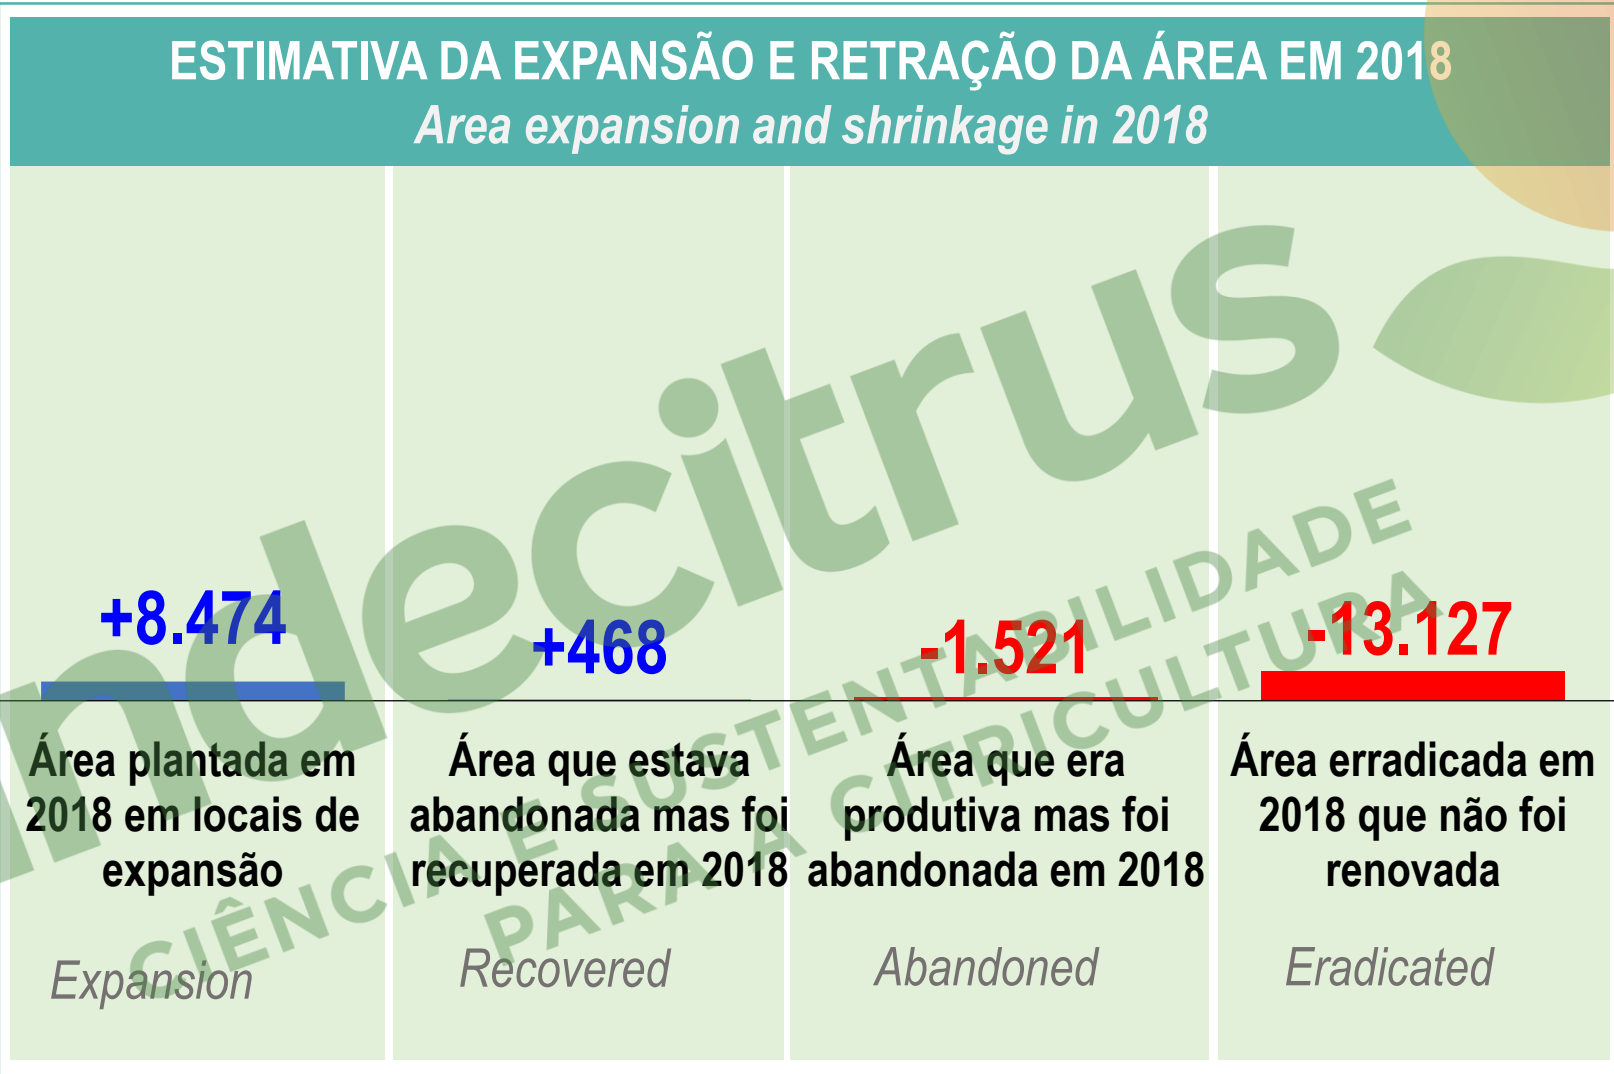 ESTIMATIVA DA EXPANSÃO E RETRAÇÃO DA ÁREA EM 2018
Area expansion and shrinkage in 2018
+8.474
Área plantada em
2018 em locais de
expansão
Expansion
+468
Área que estava
abandonada mas foi
recuperada em 2018
Recovered
-1.521
Área que era
produtiva mas foi
abandonada em 2018
Abandoned
-13.127
Área erradicada em
2018 que não foi
renovada
Eradicated
ndecitrus
CIÊNCIA E SUSTENTABILIDADE
PARA A CITRICULTURA